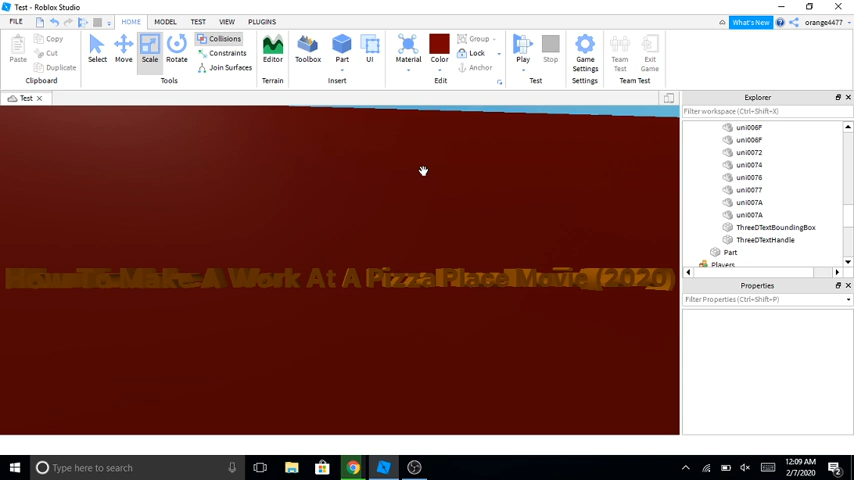 Test - Roblox Studio
FILE HOME MODEL TEST VIEW PLUGINS What's New orange4477
Paste Copy Cut Duplicate Select Move Scale Rotate Collisions Constraints Join Surfaces Editor Toolbox Part UI Material Color Group Lock Anchor Play Stop Game Settings Team Test Exit Game
Clipboard Tools Terrain Insert Edit Test Settings Team Test
Test
Explorer
Filter workspace (Ctrl+Shift+X)
uni006F
uni006F
uni0072
uni0074
uni0076
uni0077
uni007A
uni007A
ThreeDTextBoundingBox
ThreeDTextHandle
Part
Players
Properties
Filter Properties (Ctrl+Shift+P)
How To Make A Work At A Pizza Place Movie (2020)
Type here to search
12:09 AM
2/7/2020
2